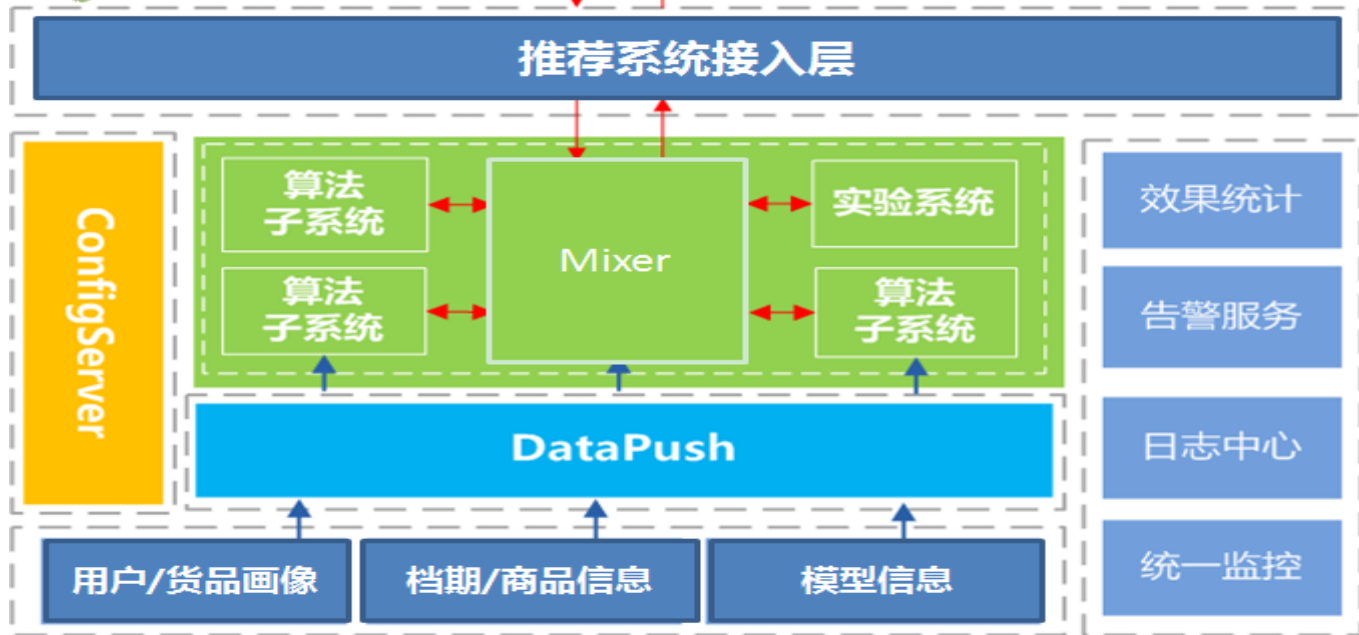 推荐系统接入层
ConfigServer
算法
子系统
算法
子系统
Mixer
实验系统
算法
子系统
DataPush
用户/货品画像
档期/商品信息
模型信息
效果统计
告警服务
日志中心
统一监控